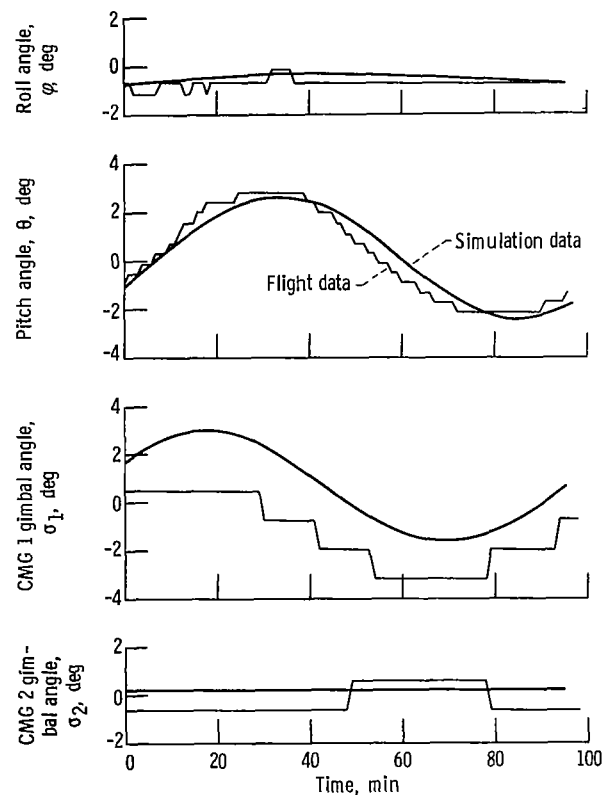 Roll angle,
φ, deg
2
0
-2
Pitch angle, θ, deg
4
2
0
-2
-4
Simulation data
Flight data
CMG 1 gimbal angle,
σ1, deg
4
2
0
-2
-4
CMG 2 gim-
bal angle,
σ2, deg
2
0
-2
0 20 40 60 80 100
Time, min